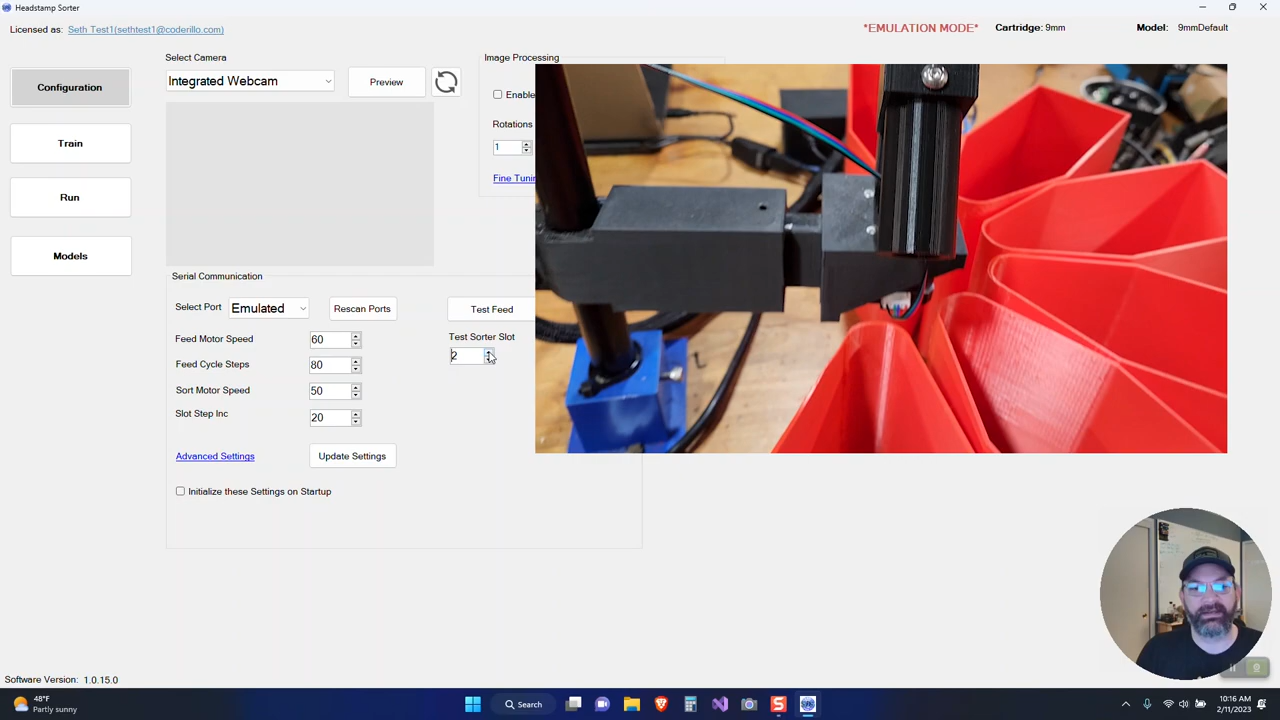 Headstamp Sorter
Licensed as: Seth Test1(sethtest1@coderillo.com)
*EMULATION MODE* Cartridge: 9mm Model: 9mmDefault
Configuration
Train
Run
Models
Select Camera
Integrated Webcam
Preview
Image Processing
Enable
Rotations
1
Fine Tunin
Serial Communication
Select Port Emulated Rescan Ports
Feed Motor Speed 60
Feed Cycle Steps 80
Sort Motor Speed 50
Slot Step Inc 20
Advanced Settings Update Settings
Initialize these Settings on Startup
Test Feed
Test Sorter Slot
2
Software Version: 1.0.15.0
48°F
Partly sunny
Search
10:16 AM
2/11/2023